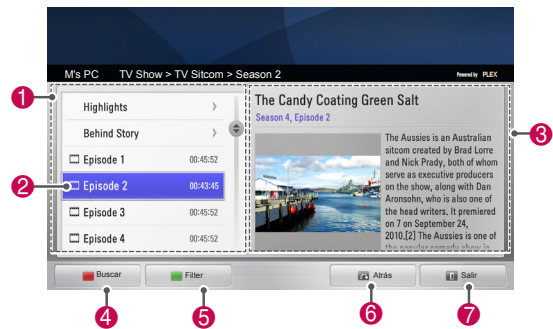 M's PC TV Show > TV Sitcom > Season 2 Powered by PLEX
1
Highlights >
Behind Story >
Episode 1 00:45:52
2
Episode 2 00:43:45
Episode 3 00:45:52
Episode 4 00:45:52
The Candy Coating Green Salt
Season 4, Episode 2
3
The Aussies is an Australian
sitcom created by Brad Lorre
and Nick Prady, both of whom
serve as executive producers
on the show, along with Dan
Aronsohn, who is also one of
the head writers. It premiered
on 7 on September 24,
2010.[2] The Aussies is one of
the popular comedy show in
Buscar Filter Atrás Salir
4 5 6 7